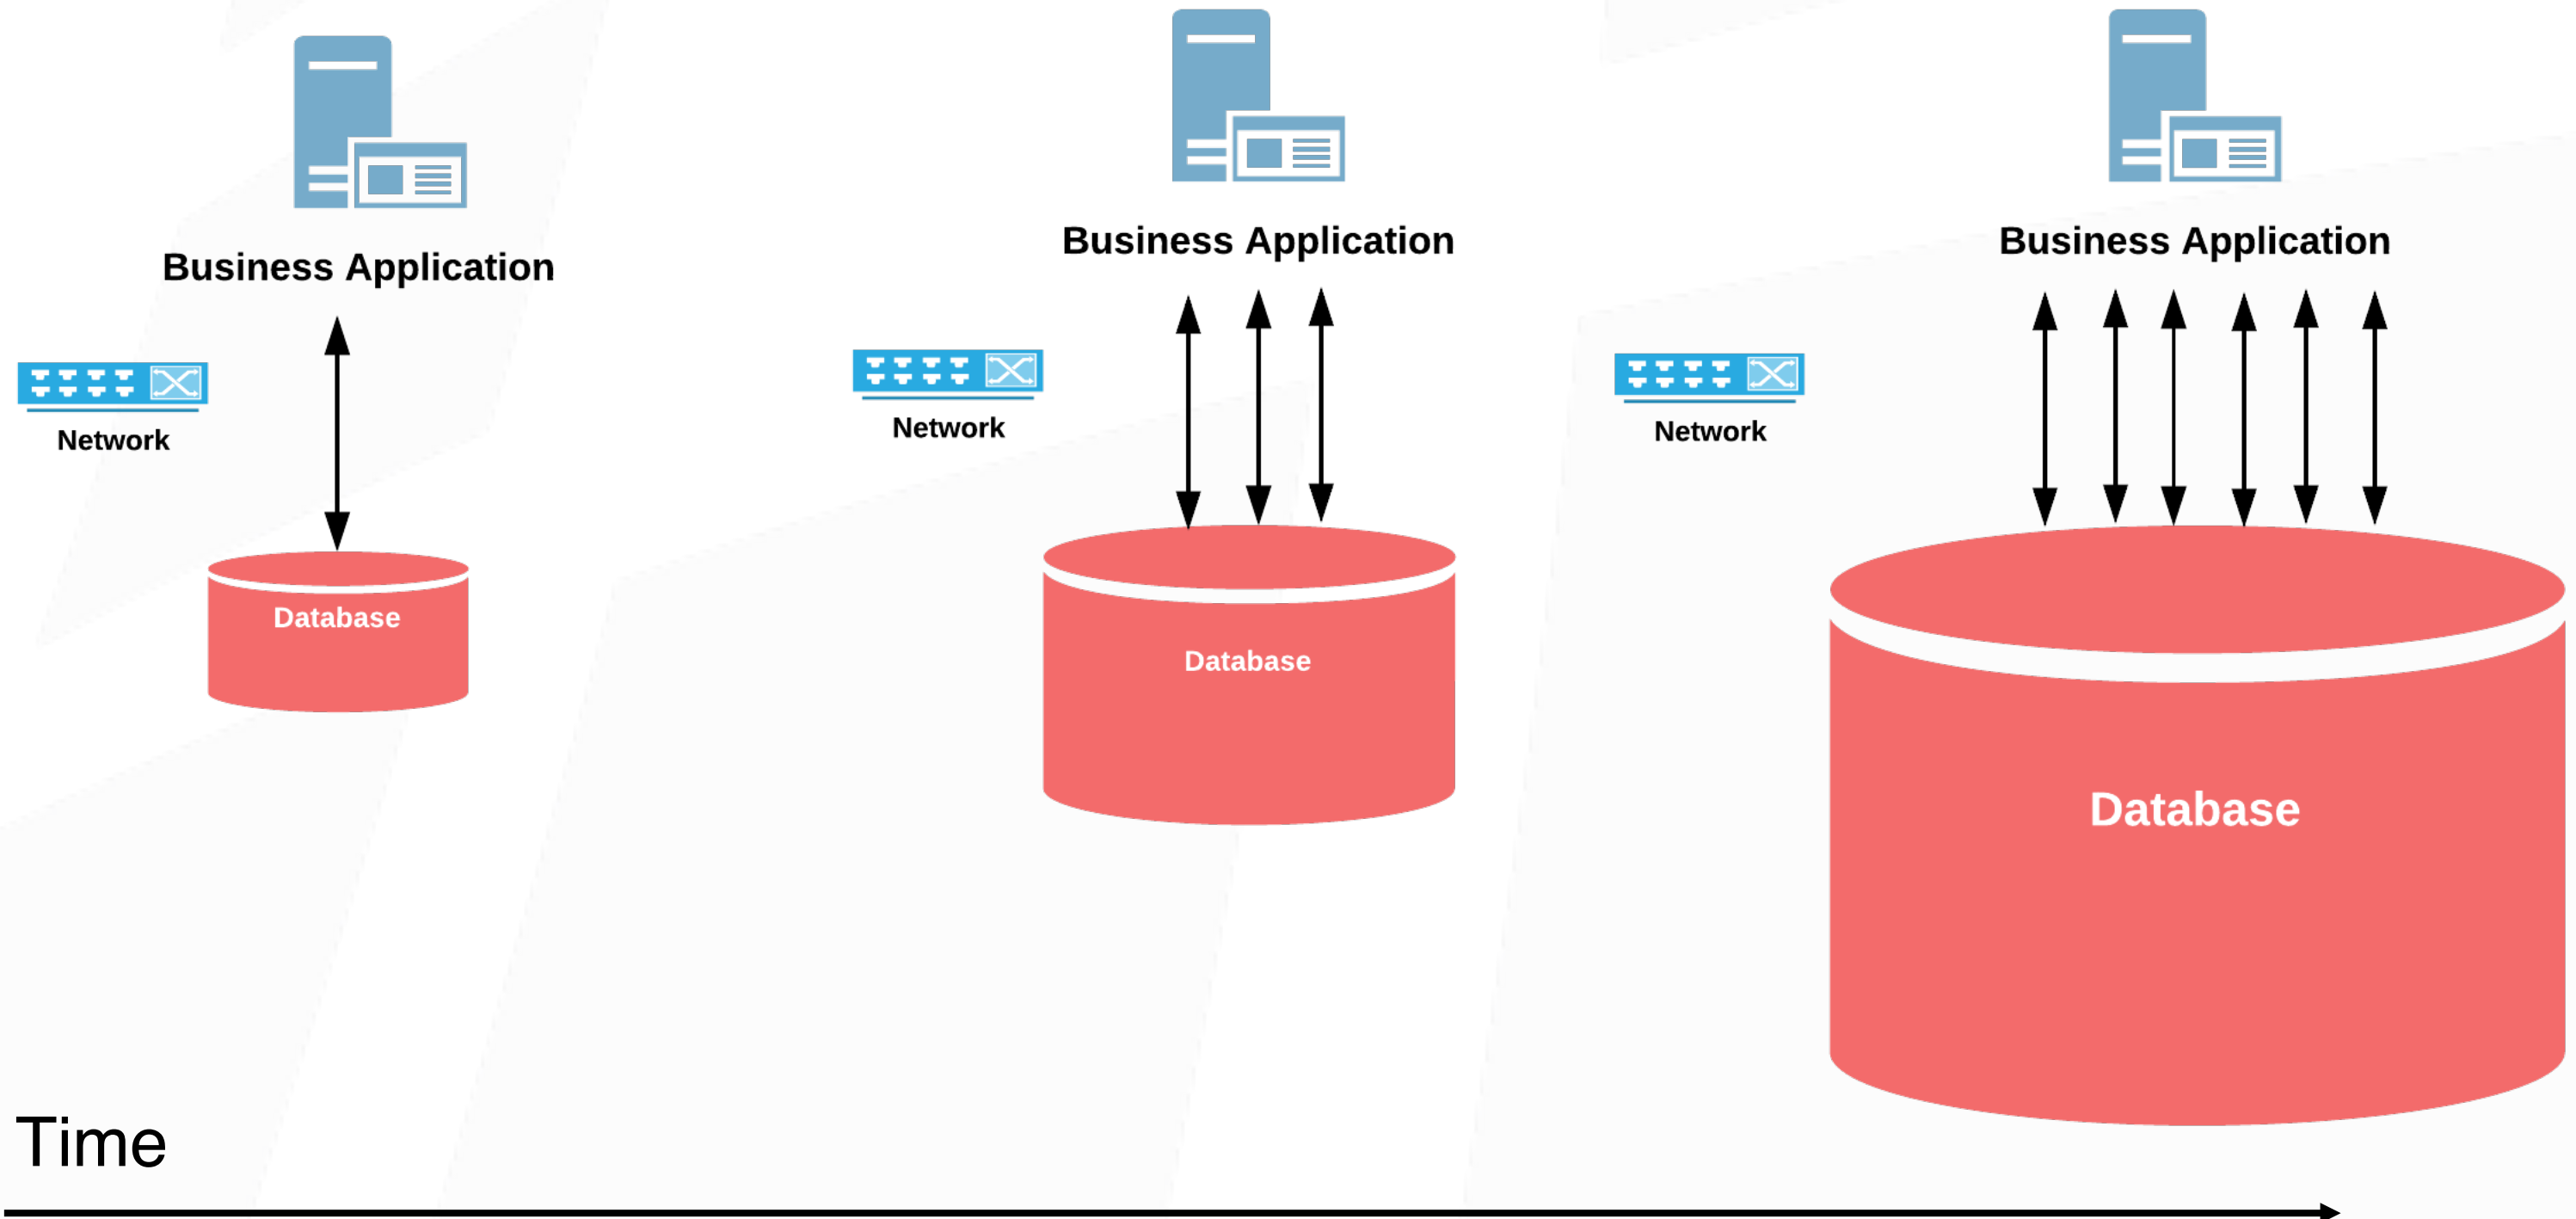 Business Application
Network
Database
Business Application
Network
Database
Business Application
Network
Database
Time